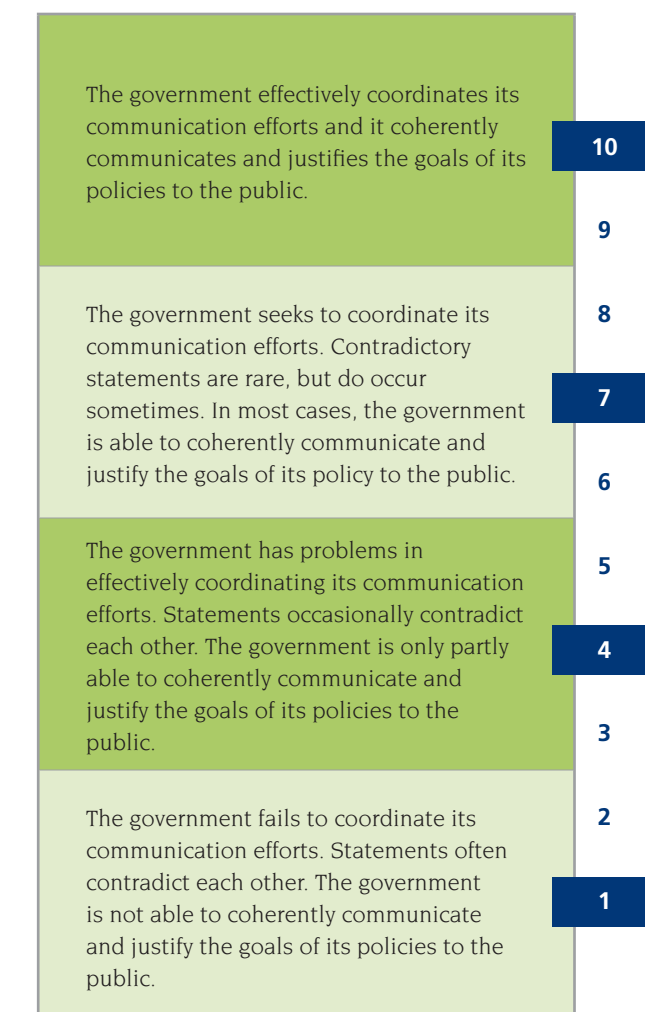 The government effectively coordinates its
communication efforts and it coherently
communicates and justifies the goals of its
policies to the public.
10
9
The government seeks to coordinate its
communication efforts. Contradictory
statements are rare, but do occur
sometimes. In most cases, the government
is able to coherently communicate and
justify the goals of its policy to the public.
8
7
6
The government has problems in
effectively coordinating its communication
efforts. Statements occasionally contradict
each other. The government is only partly
able to coherently communicate and
justify the goals of its policies to the
public.
5
4
3
The government fails to coordinate its
communication efforts. Statements often
contradict each other. The government
is not able to coherently communicate
and justify the goals of its policies to the
public.
2
1